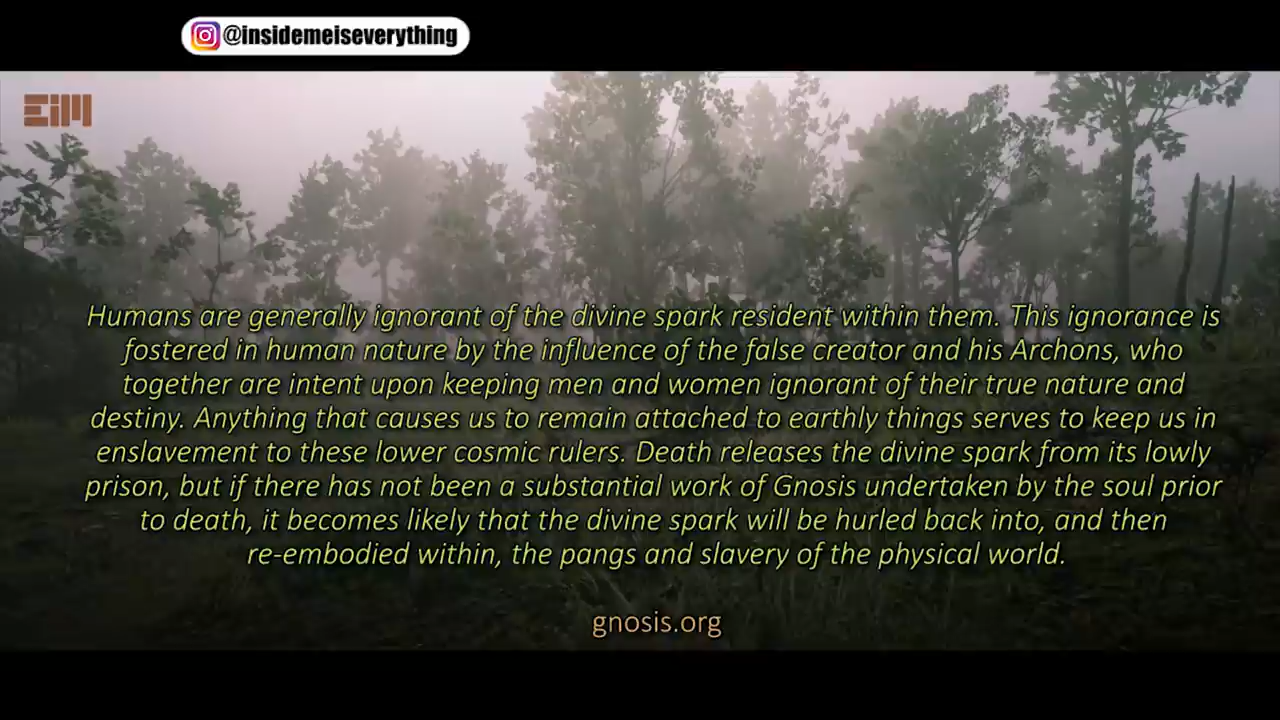 @insidemeiseverything
EiM
Humans are generally ignorant of the divine spark resident within them. This ignorance is
fostered in human nature by the influence of the false creator and his Archons, who
together are intent upon keeping men and women ignorant of their true nature and
destiny. Anything that causes us to remain attached to earthly things serves to keep us in
enslavement to these lower cosmic rulers. Death releases the divine spark from its lowly
prison, but if there has not been a substantial work of Gnosis undertaken by the soul prior
to death, it becomes likely that the divine spark will be hurled back into, and then
re-embodied within, the pangs and slavery of the physical world.
gnosis.org